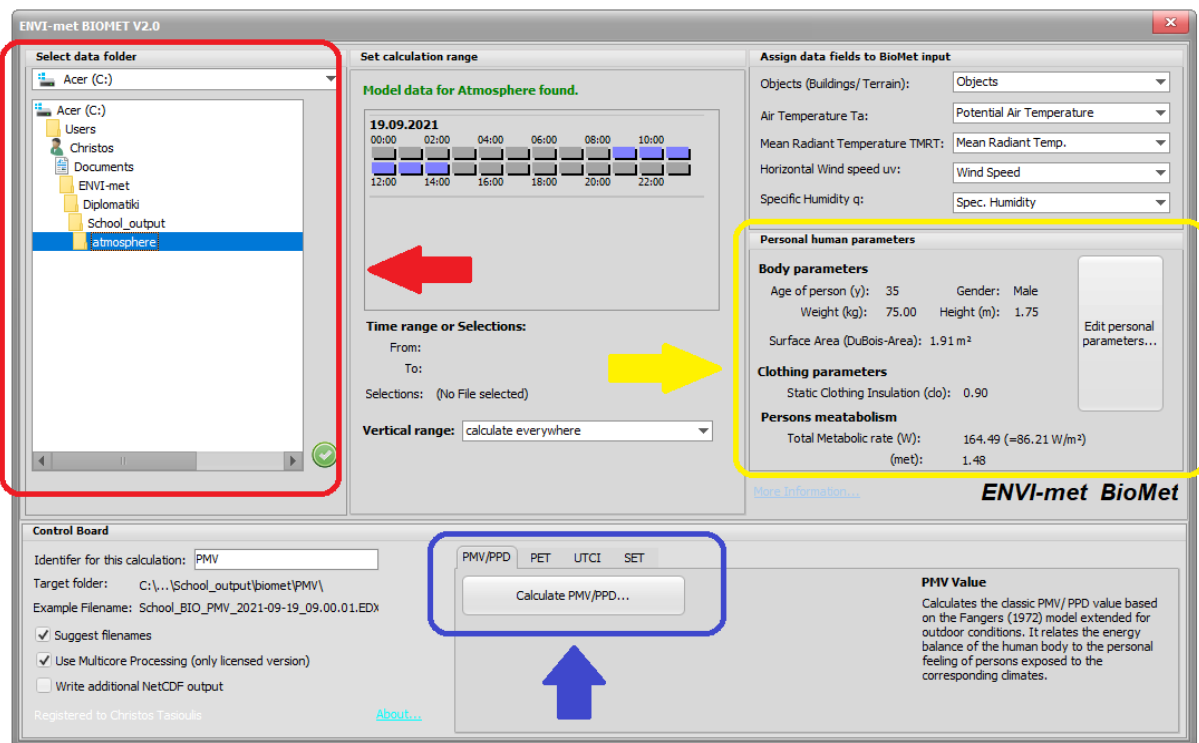 ENVI-met BIOMET V2.0
Select data folder
Acer (C:)
Acer (C:)
Users
Christos
Documents
ENVI-met
Diplomatiki
School_output
atmosphere
Set calculation range
Model data for Atmosphere found.
19.09.2021
00:00 02:00 04:00 06:00 08:00 10:00
12:00 14:00 16:00 18:00 20:00 22:00
Time range or Selections:
From:
To:
Selections: (No File selected)
Vertical range: calculate everywhere
Assign data fields to BioMet input
Objects (Buildings/ Terrain): Objects
Air Temperature Ta: Potential Air Temperature
Mean Radiant Temperature TMRT: Mean Radiant Temp.
Horizontal Wind speed uv: Wind Speed
Specific Humidity q: Spec. Humidity
Personal human parameters
Body parameters
Age of person (y): 35 Gender: Male
Weight (kg): 75.00 Height (m): 1.75
Surface Area (DuBois-Area): 1.91 m²
Edit personal
parameters...
Clothing parameters
Static Clothing Insulation (clo): 0.90
Persons meatabolism
Total Metabolic rate (W): 164.49 (=86.21 W/m²)
(met): 1.48
More Information...
ENVI-met BioMet
Control Board
Identifer for this calculation: PMV
Target folder: C:\...\School_output\biomet\PMV\
Example Filename: School_BIO_PMV_2021-09-19_09.00.01.EDX
Suggest filenames
Use Multicore Processing (only licensed version)
Write additional NetCDF output
Registered to Christos Tasioulis
About...
PMV/PPD PET UTCI SET
Calculate PMV/PPD...
PMV Value
Calculates the classic PMV/ PPD value based
on the Fangers (1972) model extended for
outdoor conditions. It relates the energy
balance of the human body to the personal
feeling of persons exposed to the
corresponding climates.